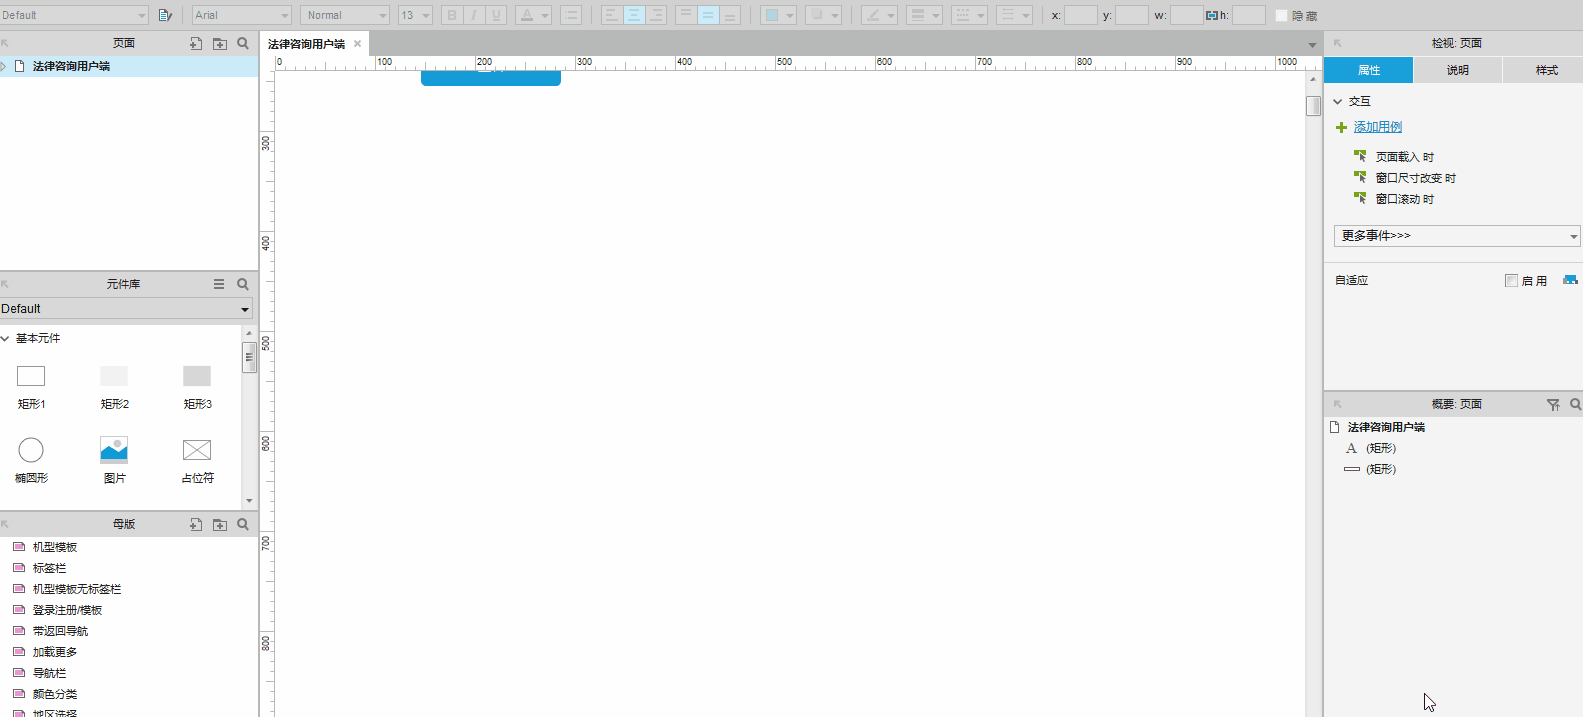 Default Arial Normal 13 B I U A x: y: w: h: 隐藏
页面
法律咨询用户端
元件库
Default
基本元件
矩形1 矩形2 矩形3
椭圆形 图片 占位符
母版
机型模板
标签栏
机型模板无标签栏
登录注册/模板
带返回导航
加载更多
导航栏
颜色分类
地区选择
法律咨询用户端
0 100 200 300 400 500 600 700 800 900 1000
300
400
500
600
700
800
检视: 页面
属性 说明 样式
交互
添加用例
页面载入 时
窗口尺寸改变 时
窗口滚动 时
更多事件>>>
自适应 启用
概要: 页面
法律咨询用户端
A (矩形)
(矩形)